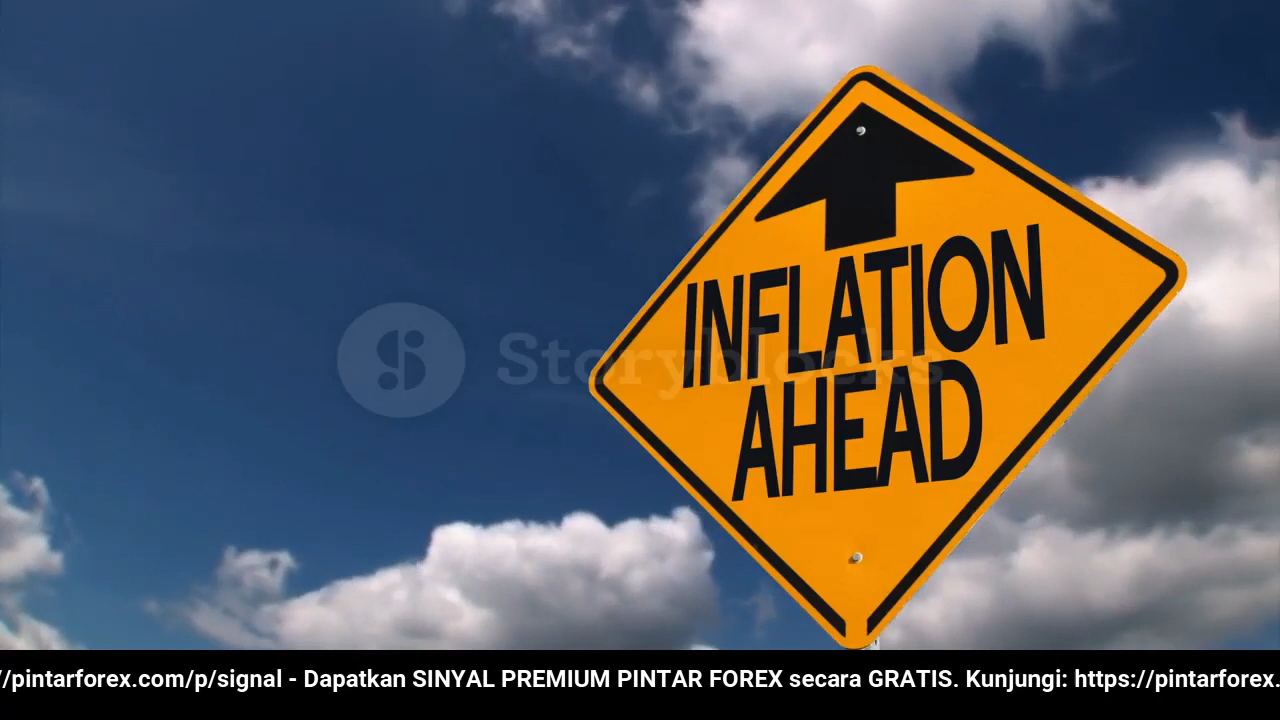 INFLATION
AHEAD
Storyblocks
//pintarforex.com/p/signal - Dapatkan SINYAL PREMIUM PINTAR FOREX secara GRATIS. Kunjungi: https://pintarforex.